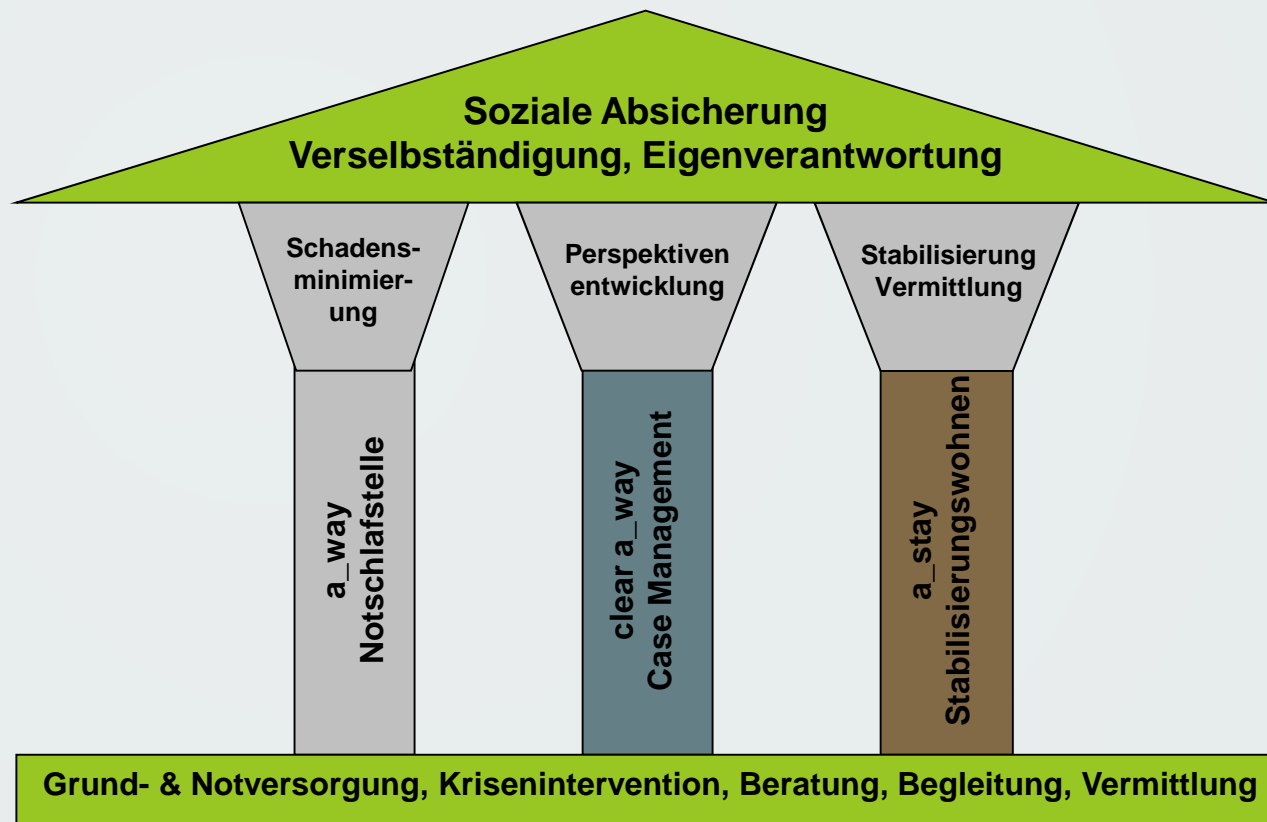 Soziale Absicherung
Verselbständigung, Eigenverantwortung
Schadens-
minimier-
ung
Perspektiven
entwicklung
Stabilisierung
Vermittlung
a_way
Notschlafstelle
clear a_way
Case Management
a_stay
Stabilisierungswohnen
Grund- & Notversorgung, Krisenintervention, Beratung, Begleitung, Vermittlung